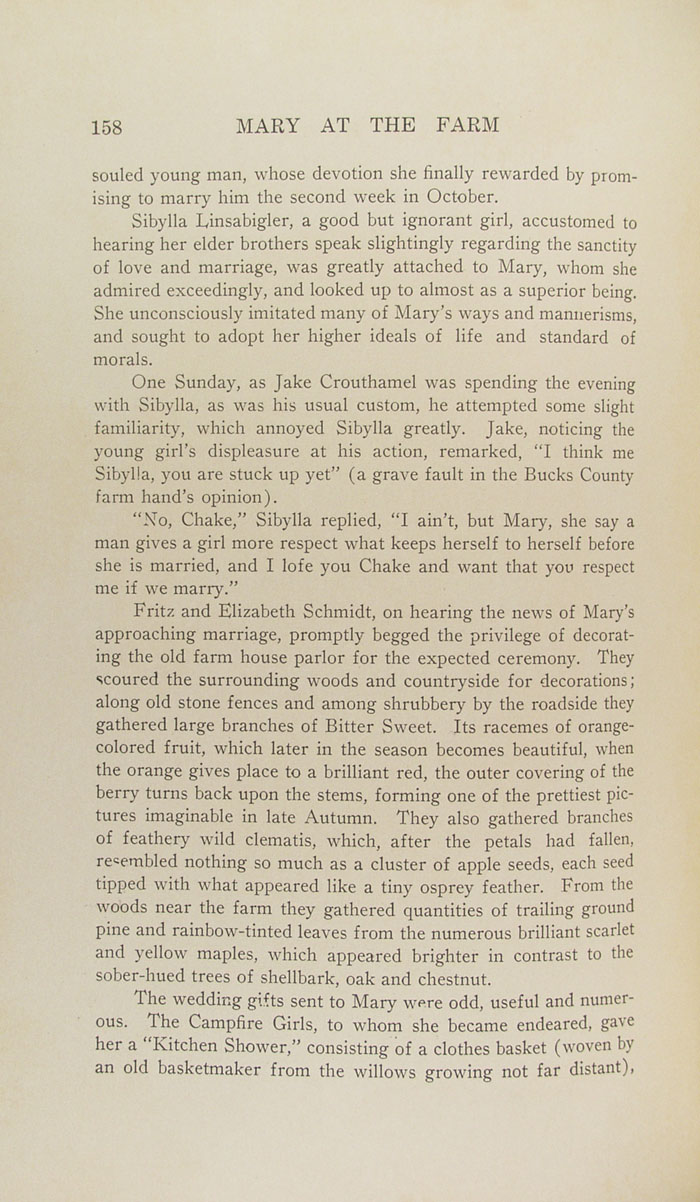 158 MARY AT THE FARM
souled young man, whose devotion she finally rewarded by prom-
ising to marry him the second week in October.
Sibylla Linsabigler, a good but ignorant girl, accustomed to
hearing her elder brothers speak slightingly regarding the sanctity
of love and marriage, was greatly attached to Mary, whom she
admired exceedingly, and looked up to almost as a superior being.
She unconsciously imitated many of Mary's ways and mannerisms,
and sought to adopt her higher ideals of life and standard of
morals.
One Sunday, as Jake Crouthamel was spending the evening
with Sibylla, as was his usual custom, he attempted some slight
familiarity, which annoyed Sibylla greatly. Jake, noticing the
young girl's displeasure at his action, remarked, “I think me
Sibylla, you are stuck up yet” (a grave fault in the Bucks County
farm hand's opinion).
“No, Chake,” Sibylla replied, “I ain't, but Mary, she say a
man gives a girl more respect what keeps herself to herself before
she is married, and I lofe you Chake and want that you respect
me if we marry.”
Fritz and Elizabeth Schmidt, on hearing the news of Mary's
approaching marriage, promptly begged the privilege of decorat-
ing the old farm house parlor for the expected ceremony. They
scoured the surrounding woods and countryside for decorations;
along old stone fences and among shrubbery by the roadside they
gathered large branches of Bitter Sweet. Its racemes of orange-
colored fruit, which later in the season becomes beautiful, when
the orange gives place to a brilliant red, the outer covering of the
berry turns back upon the stems, forming one of the prettiest pic-
tures imaginable in late Autumn. They also gathered branches
of feathery wild clematis, which, after the petals had fallen,
resembled nothing so much as a cluster of apple seeds, each seed
tipped with what appeared like a tiny osprey feather. From the
woods near the farm they gathered quantities of trailing ground
pine and rainbow-tinted leaves from the numerous brilliant scarlet
and yellow maples, which appeared brighter in contrast to the
sober-hued trees of shellbark, oak and chestnut.
The wedding gifts sent to Mary were odd, useful and numer-
ous. The Campfire Girls, to whom she became endeared, gave
her a “Kitchen Shower,” consisting of a clothes basket (woven by
an old basketmaker from the willows growing not far distant),